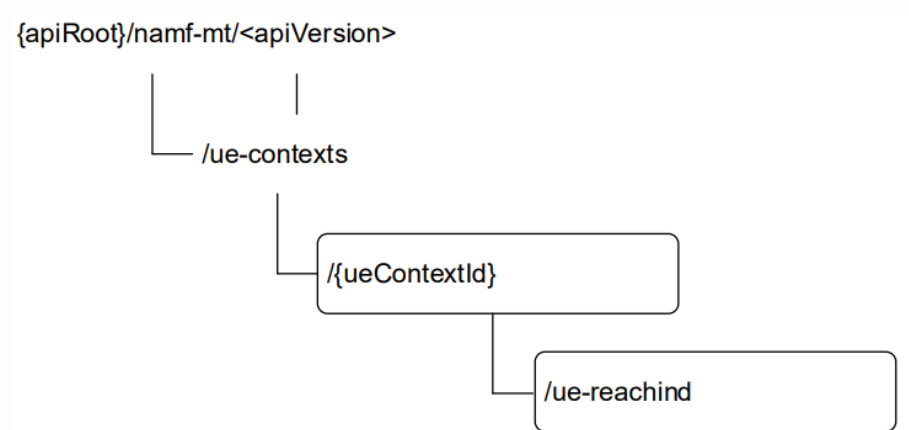 {apiRoot}/namf-mt/<apiVersion>
/ue-contexts
/{ueContextId}
/ue-reachind